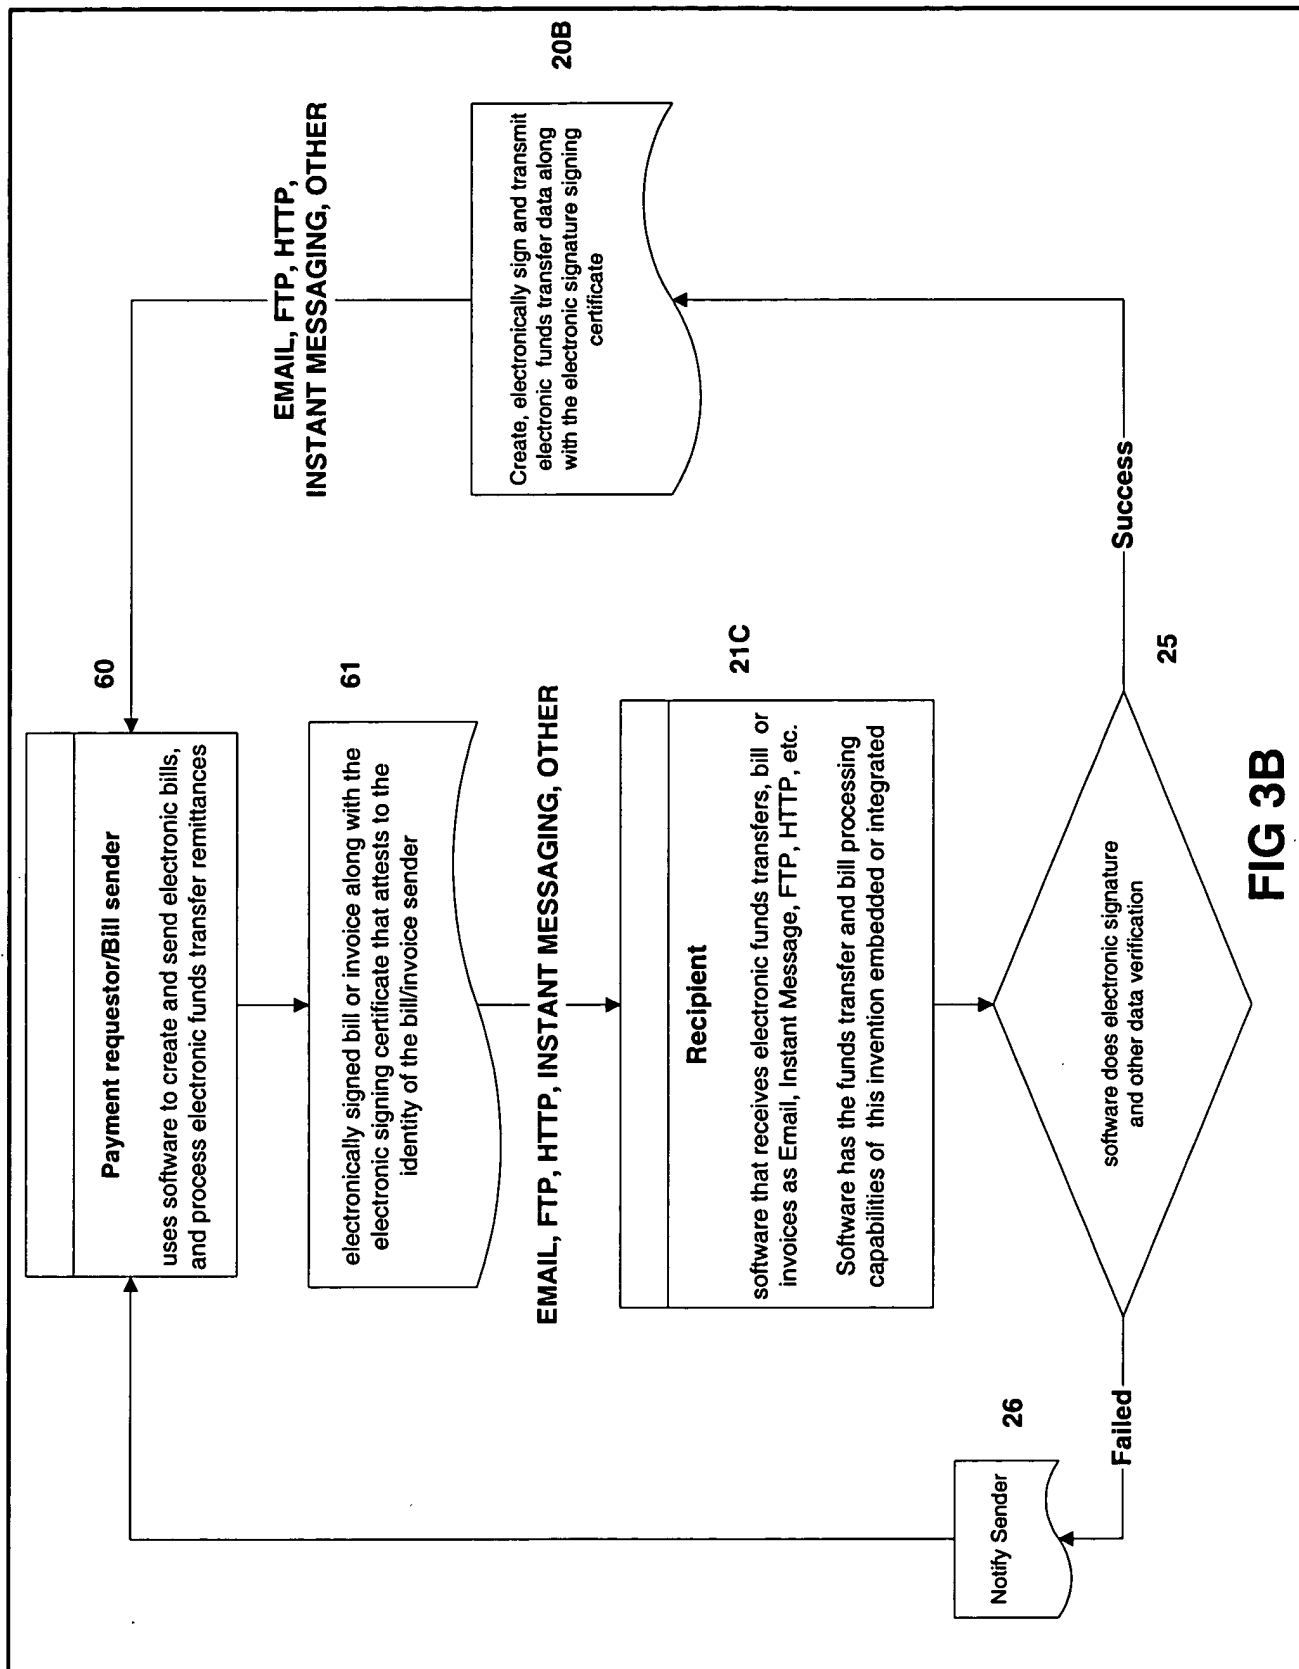 60
Payment requestor/Bill sender
uses software to create and send electronic bills,
and process electronic funds transfer remittances
61
electronically signed bill or invoice along with the
electronic signing certificate that attests to the
identity of the bill/invoice sender
EMAIL, FTP, HTTP, INSTANT MESSAGING, OTHER
21C
Recipient
software that receives electronic funds transfers, bill or
invoices as Email, Instant Message, FTP, HTTP, etc.
Software has the funds transfer and bill processing
capabilities of this invention embedded or integrated
25
software does electronic signature
and other data verification
Failed
26
Notify Sender
Success
20B
Create, electronically sign and transmit
electronic funds transfer data along
with the electronic signature signing
certificate
EMAIL, FTP, HTTP,
INSTANT MESSAGING, OTHER
FIG 3B